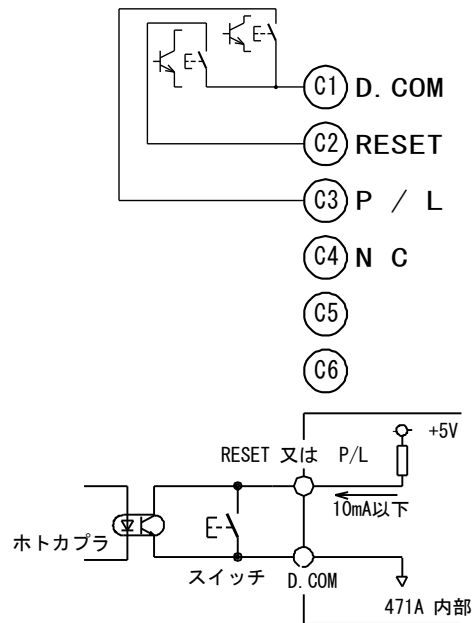 C1 D. COM
C2 RESET
C3 P / L
C4 N C
C5
C6
+5V
RESET 又は P/L
10mA以下
ホトカプラ
スイッチ
D. COM
471A 内部